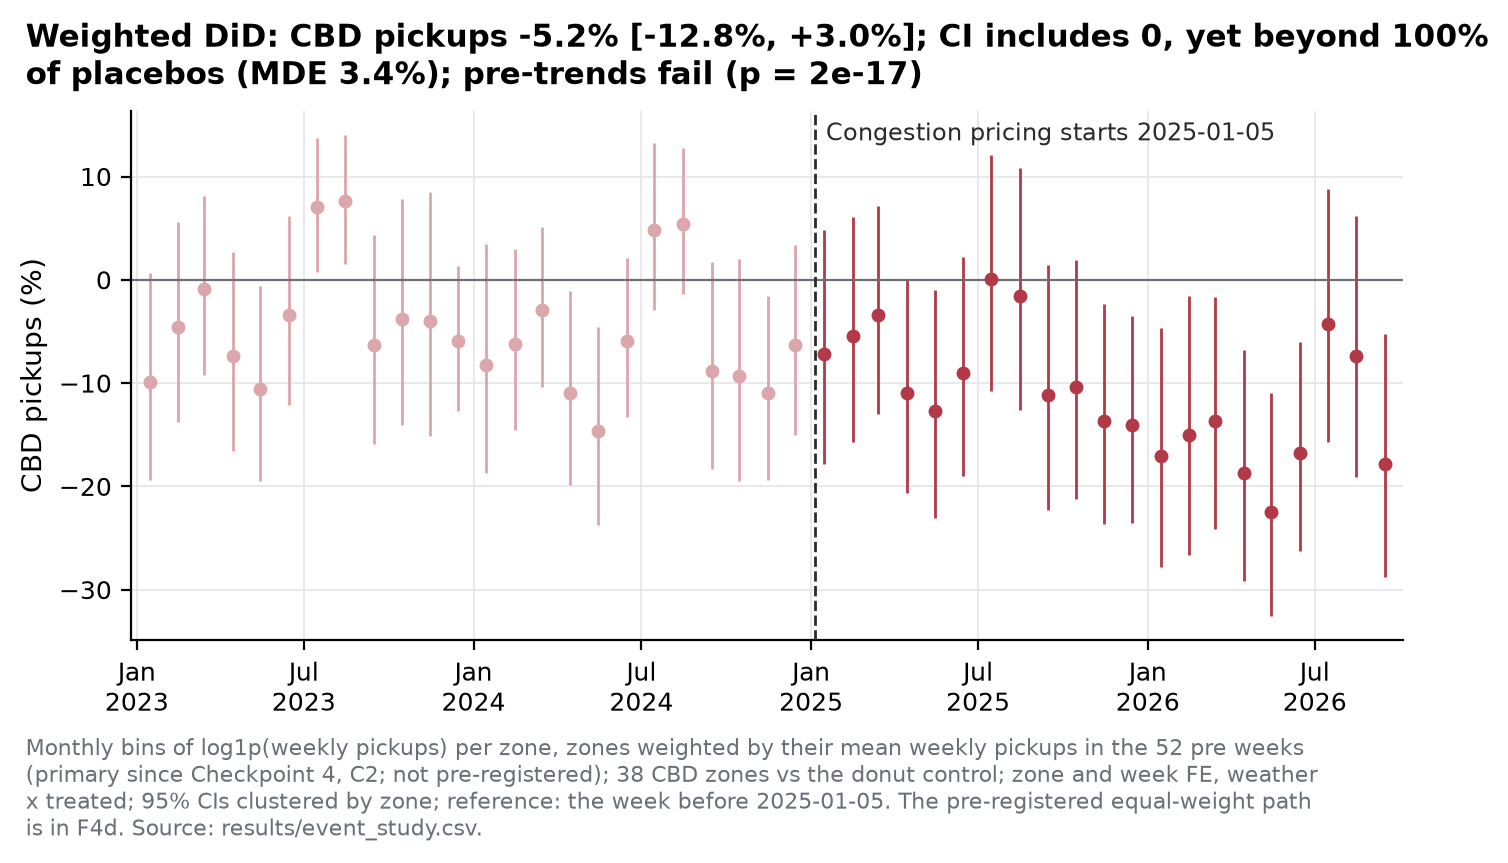 Weighted DiD: CBD pickups -5.2% [-12.8%, +3.0%]; CI includes 0, yet beyond 100%
of placebos (MDE 3.4%); pre-trends fail (p = 2e-17)
Congestion pricing starts 2025-01-05
CBD pickups (%)
10
0
−10
−20
−30
Jan
2023
Jul
2023
Jan
2024
Jul
2024
Jan
2025
Jul
2025
Jan
2026
Jul
2026
Monthly bins of log1p(weekly pickups) per zone, zones weighted by their mean weekly pickups in the 52 pre weeks
(primary since Checkpoint 4, C2; not pre-registered); 38 CBD zones vs the donut control; zone and week FE, weather
x treated; 95% CIs clustered by zone; reference: the week before 2025-01-05. The pre-registered equal-weight path
is in F4d. Source: results/event_study.csv.